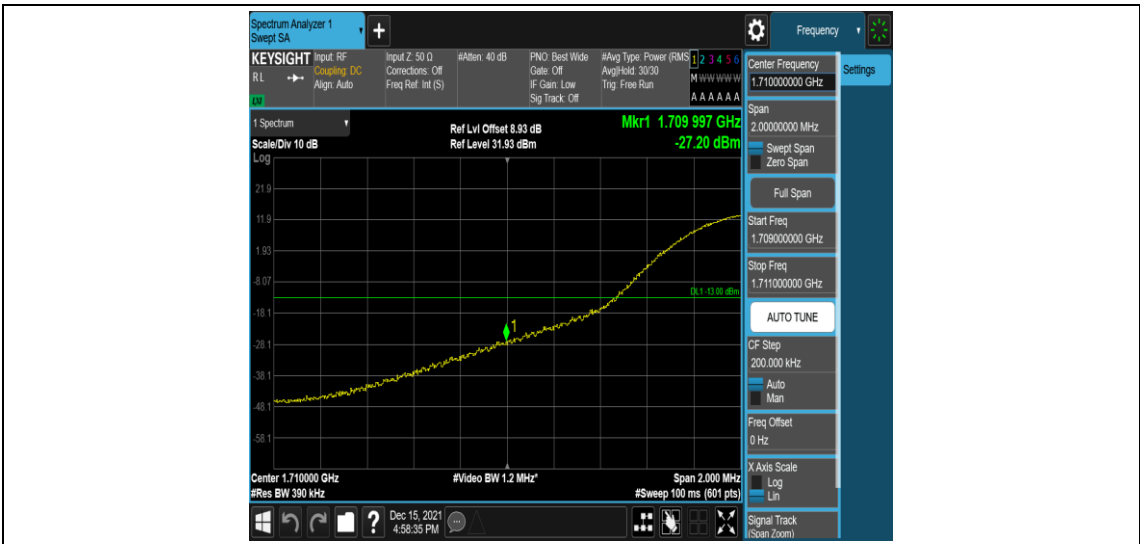 Spectrum Analyzer 1
Swept SA
+
Frequency
KEYSIGHT
RL
LXI
Input: RF
Coupling: DC
Align: Auto
Input Z: 50 Ω
Corrections: Off
Freq Ref: Int (S)
#Atten: 40 dB
PNO: Best Wide
Gate: Off
IF Gain: Low
Sig Track: Off
#Avg Type: Power (RMS
Avg|Hold: 30/30
Trig: Free Run
1 2 3 4 5 6
M W W W W W
A A A A A A
1 Spectrum
Scale/Div 10 dB
Log
Ref Lvl Offset 8.93 dB
Ref Level 31.93 dBm
Mkr1 1.709 997 GHz
-27.20 dBm
21.9
11.9
1.93
-8.07
-18.1
-28.1
-38.1
-48.1
-58.1
DL1 -13.00 dBm
1
Center 1.71000 GHz
#Res BW 390 kHz
#Video BW 1.2 MHz*
Span 2.000 MHz
#Sweep 100 ms (601 pts)
?
Dec 15, 2021
4:58:35 PM
Center Frequency
1.710000000 GHz
Settings
Span
2.00000000 MHz
Swept Span
Zero Span
Full Span
Start Freq
1.709000000 GHz
Stop Freq
1.711000000 GHz
AUTO TUNE
CF Step
200.000 kHz
Auto
Man
Freq Offset
0 Hz
X Axis Scale
Log
Lin
Signal Track
(Span Zoom)